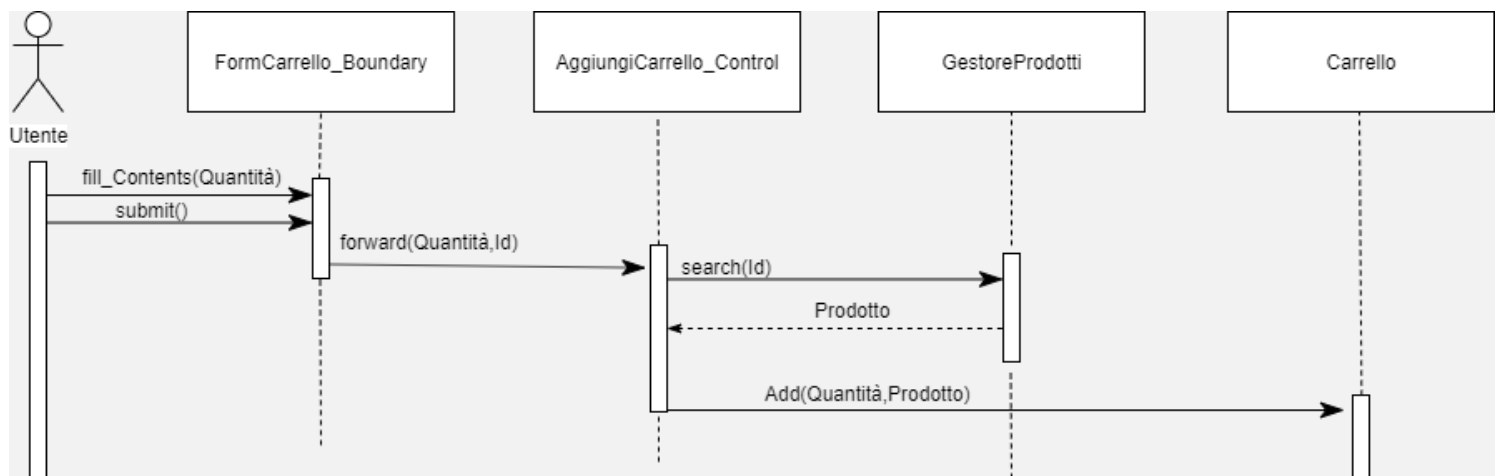 FormCarrello_Boundary
AggiungiCarrello_Control
GestoreProdotti
Carrello
Utente
fill_Contents(Quantità)
submit()
forward(Quantità,Id)
search(Id)
Prodotto
Add(Quantità,Prodotto)